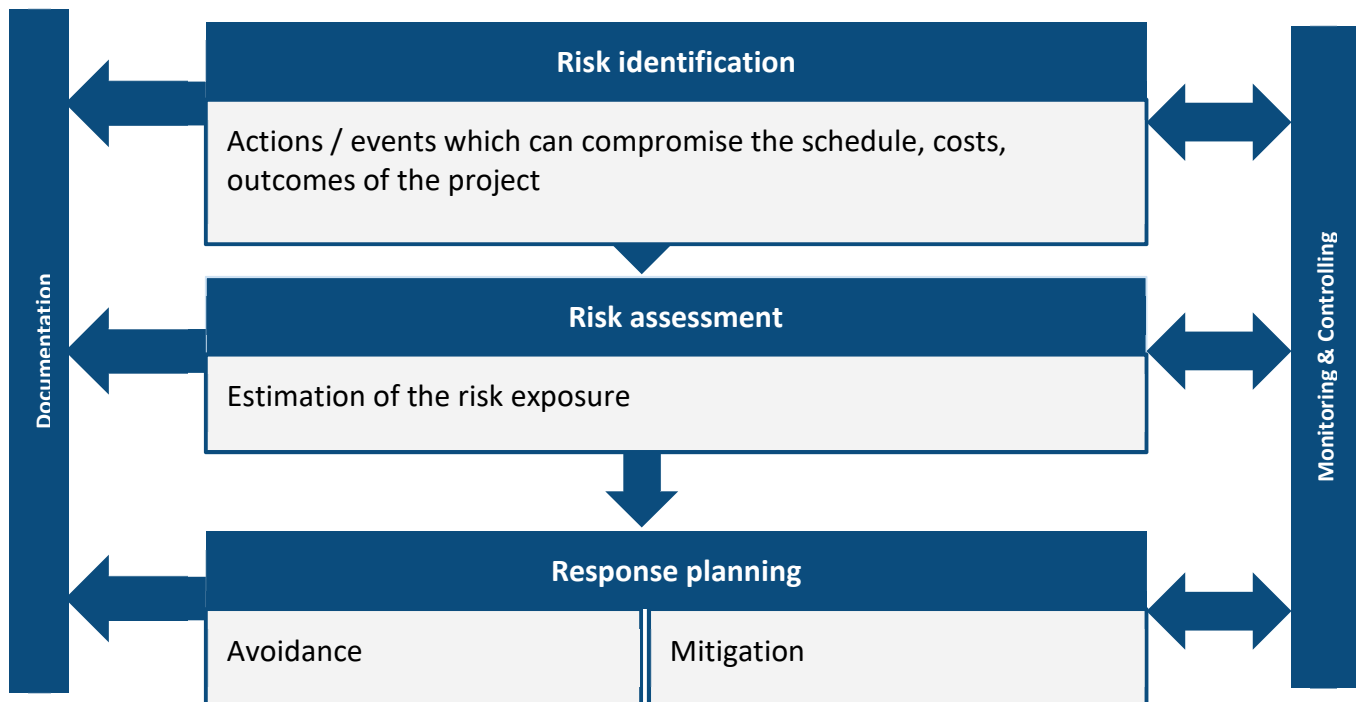 Documentation
Risk identification
Actions / events which can compromise the schedule, costs,
outcomes of the project
Risk assessment
Estimation of the risk exposure
Response planning
Avoidance
Mitigation
Monitoring & Controlling